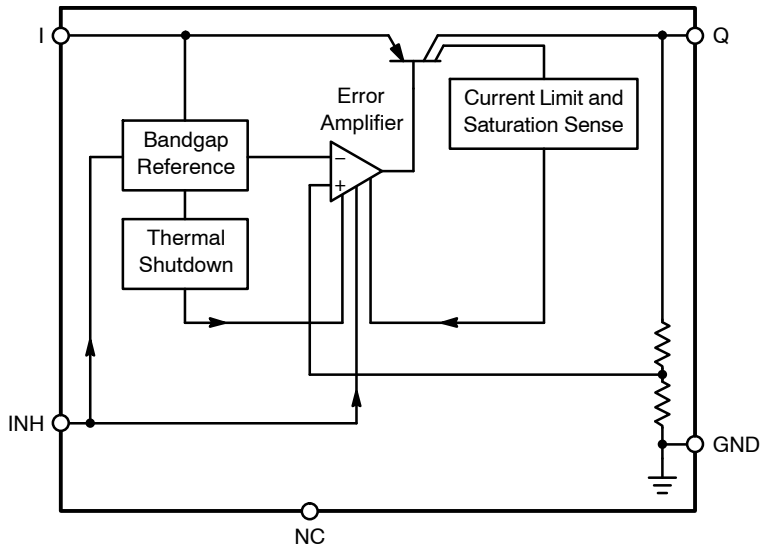 I
Q
Error
Amplifier
Current Limit and
Saturation Sense
Bandgap
Reference
−
+
Thermal
Shutdown
INH
GND
NC